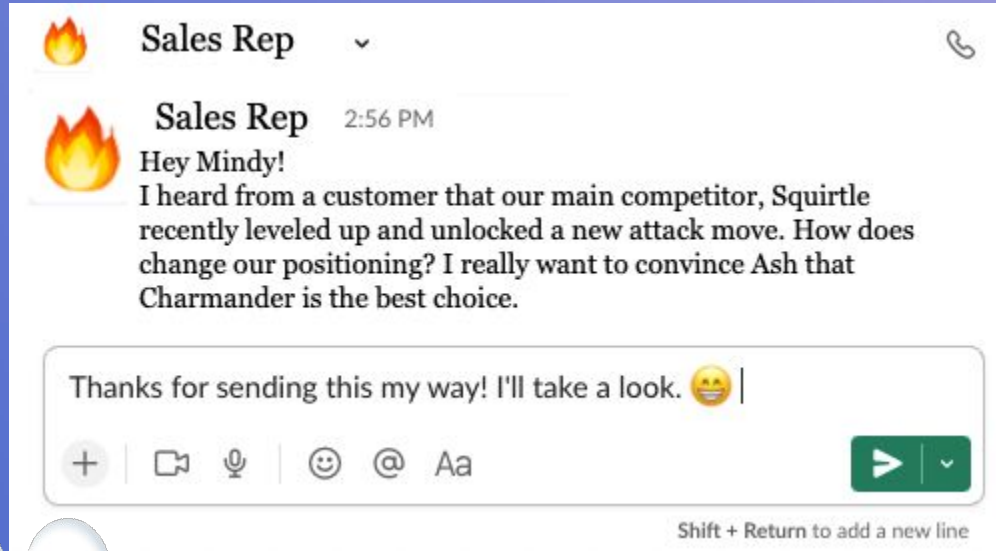 Sales Rep
Sales Rep 2:56 PM
Hey Mindy!
I heard from a customer that our main competitor, Squirtle
recently leveled up and unlocked a new attack move. How does
change our positioning? I really want to convince Ash that
Charmander is the best choice.
Thanks for sending this my way! I'll take a look. 😁
Aa
Shift + Return to add a new line